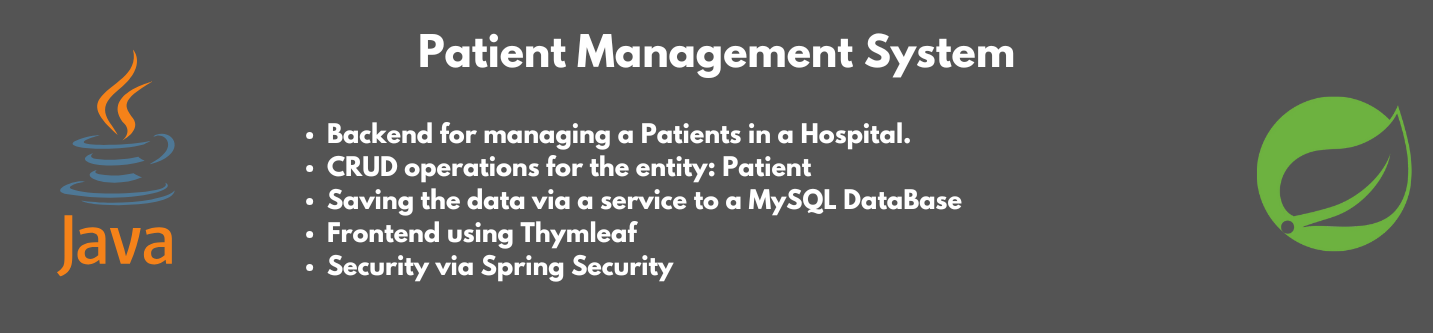 Patient Management System
• Backend for managing a Patients in a Hospital.
• CRUD operations for the entity: Patient
• Saving the data via a service to a MySQL DataBase
• Frontend using Thymleaf
• Security via Spring Security
Java